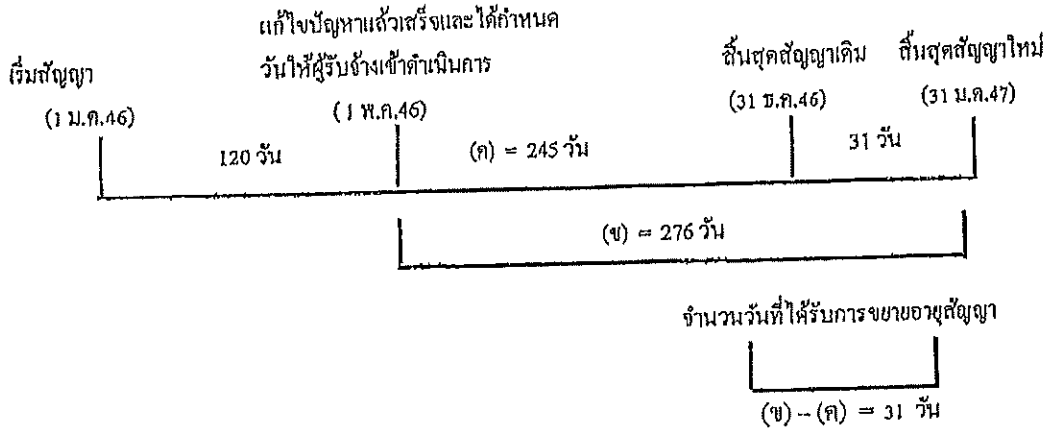 แก้ไขปัญหาแล้วเสร็จและได้กำหนด
วันให้ผู้รับจ้างเข้าดำเนินการ
เริ่มสัญญา
สิ้นสุดสัญญาเดิม
สิ้นสุดสัญญาใหม่
(1 ม.ค.46)
(1 พ.ค.46)
(31 ธ.ค.46)
(31 ม.ค.47)
120 วัน
(ค) = 245 วัน
31 วัน
(ข) = 276 วัน
จำนวนวันที่ได้รับการขยายอายุสัญญา
(ข) – (ค) = 31 วัน